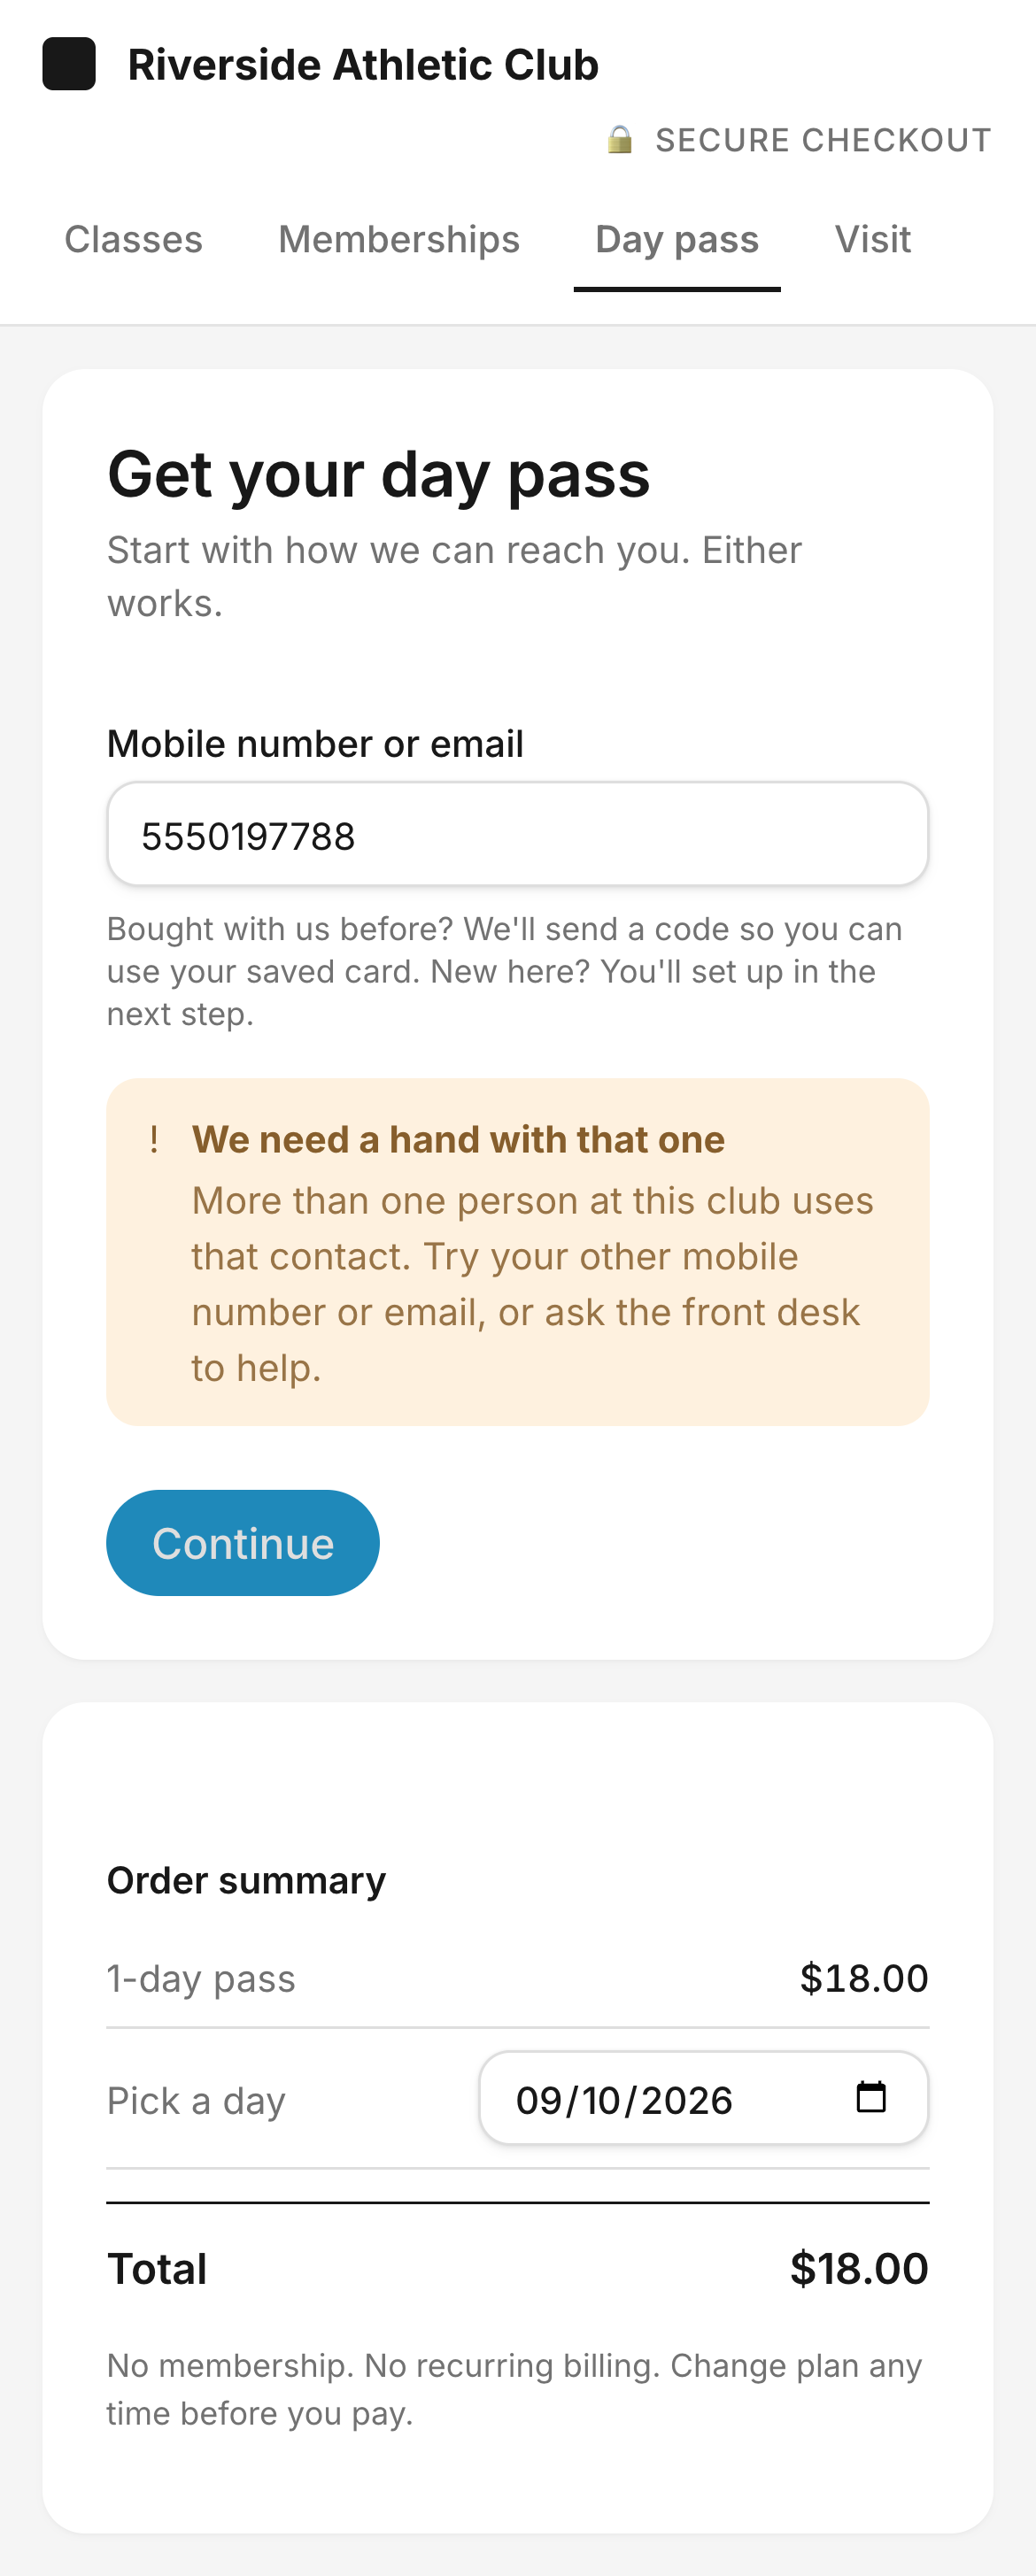 Riverside Athletic Club
🔒 SECURE CHECKOUT
Classes Memberships Day pass Visit
Get your day pass
Start with how we can reach you. Either
works.
Mobile number or email
5550197788
Bought with us before? We'll send a code so you can
use your saved card. New here? You'll set up in the
next step.
! We need a hand with that one
More than one person at this club uses
that contact. Try your other mobile
number or email, or ask the front desk
to help.
Continue
Order summary
1-day pass $18.00
Pick a day 09/10/2026
Total $18.00
No membership. No recurring billing. Change plan any
time before you pay.